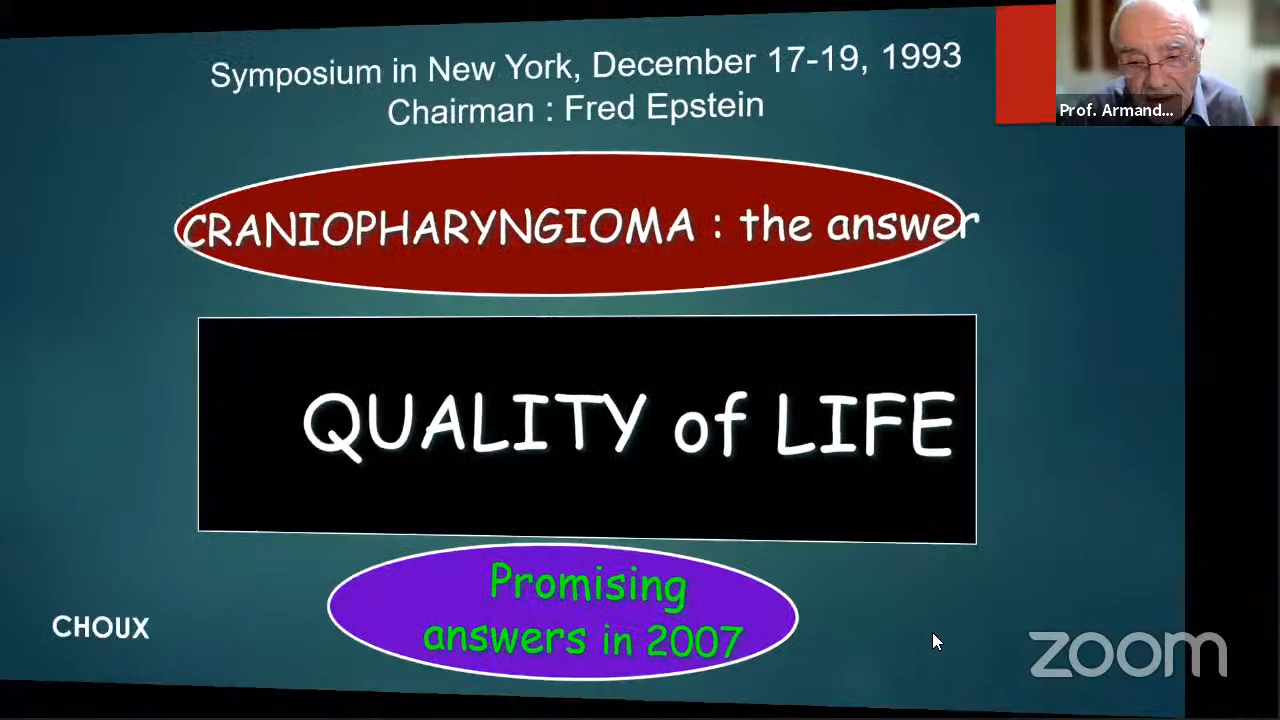 Symposium in New York, December 17-19, 1993
Chairman : Fred Epstein
Prof. Armand...
CRANIOPHARYNGIOMA : the answer
QUALITY of LIFE
Promising
answers in 2007
CHOUX
zoom